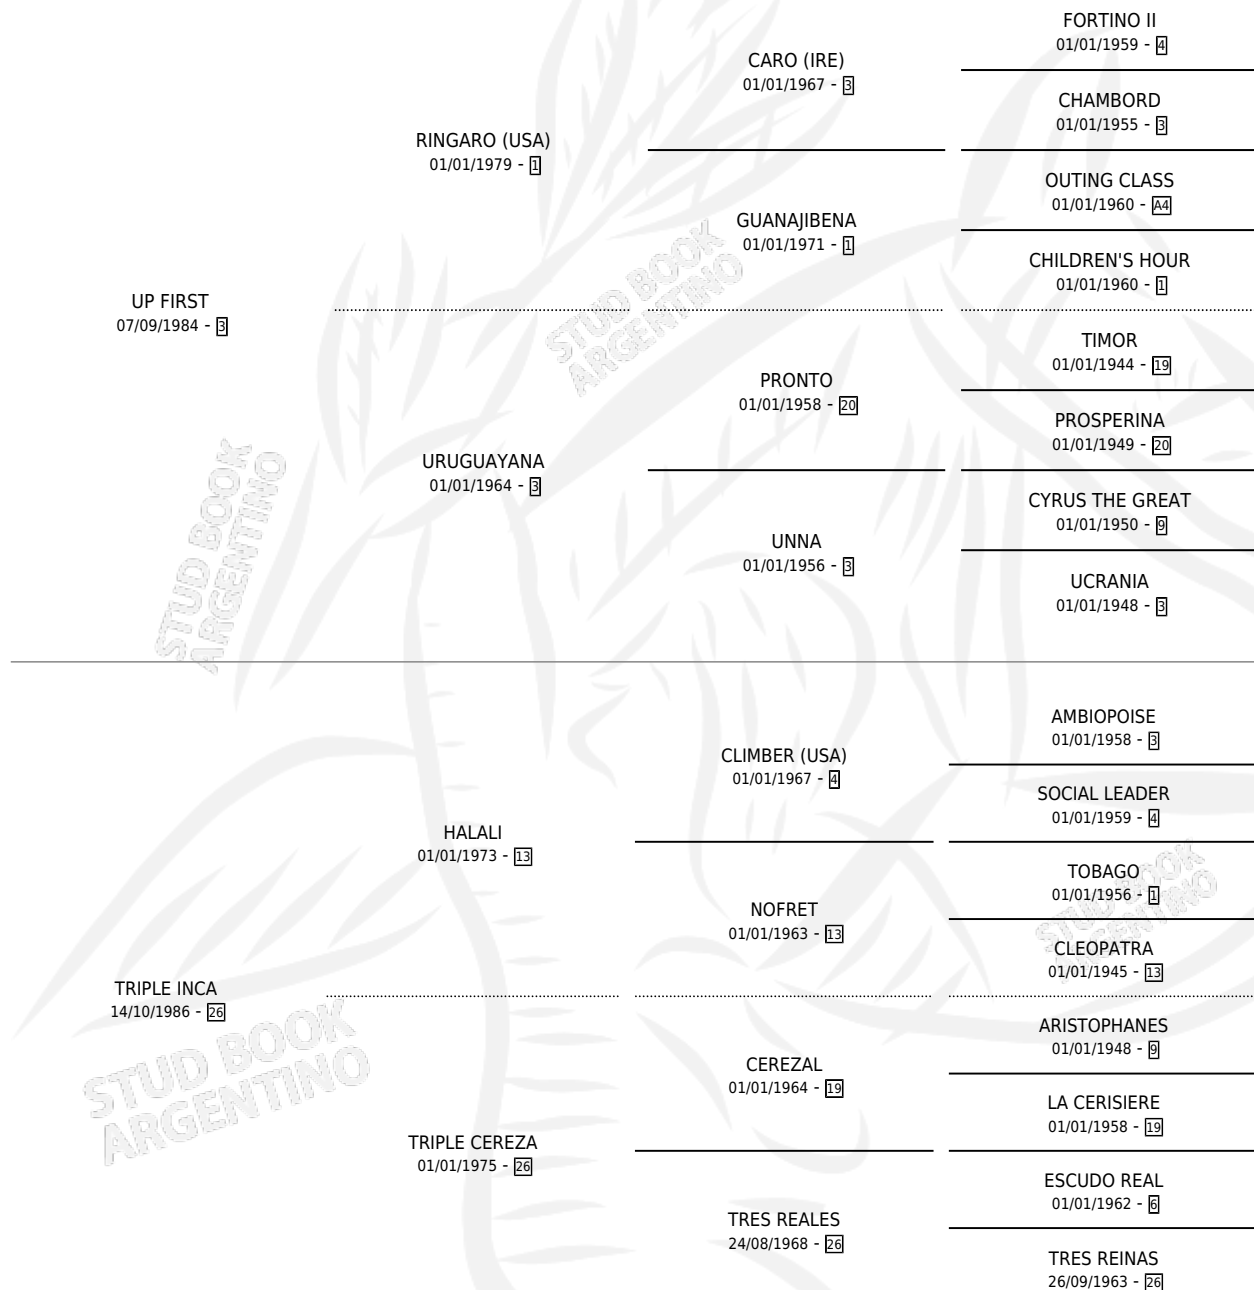 FORTINO II
01/01/1959 - 4
CARO (IRE)
01/01/1967 - 3
CHAMBORD
01/01/1955 - 3
RINGARO (USA)
01/01/1979 - 1
OUTING CLASS
01/01/1960 - A4
GUANAJIBENA
01/01/1971 - 1
CHILDREN'S HOUR
01/01/1960 - 1
UP FIRST
07/09/1984 - 3
STUD BOOK
ARGENTINO
TIMOR
01/01/1944 - 19
PRONTO
01/01/1958 - 20
PROSPERINA
01/01/1949 - 20
URUGUAYANA
01/01/1964 - 3
CYRUS THE GREAT
01/01/1950 - 9
UNNA
01/01/1956 - 3
UCRANIA
01/01/1948 - 3
STUD BOOK
ARGENTINO
AMBIOPOISE
01/01/1958 - 3
CLIMBER (USA)
01/01/1967 - 4
SOCIAL LEADER
01/01/1959 - 4
HALALI
01/01/1973 - 13
TOBAGO
01/01/1956 - 1
NOFRET
01/01/1963 - 13
STUD BOOK
ARGENTINO
CLEOPATRA
01/01/1945 - 13
TRIPLE INCA
14/10/1986 - 26
STUD BOOK
ARGENTINO
ARISTOPHANES
01/01/1948 - 9
CEREZAL
01/01/1964 - 19
LA CERISIERE
01/01/1958 - 19
TRIPLE CEREZA
01/01/1975 - 26
ESCUDO REAL
01/01/1962 - 6
TRES REALES
24/08/1968 - 26
TRES REINAS
26/09/1963 - 26